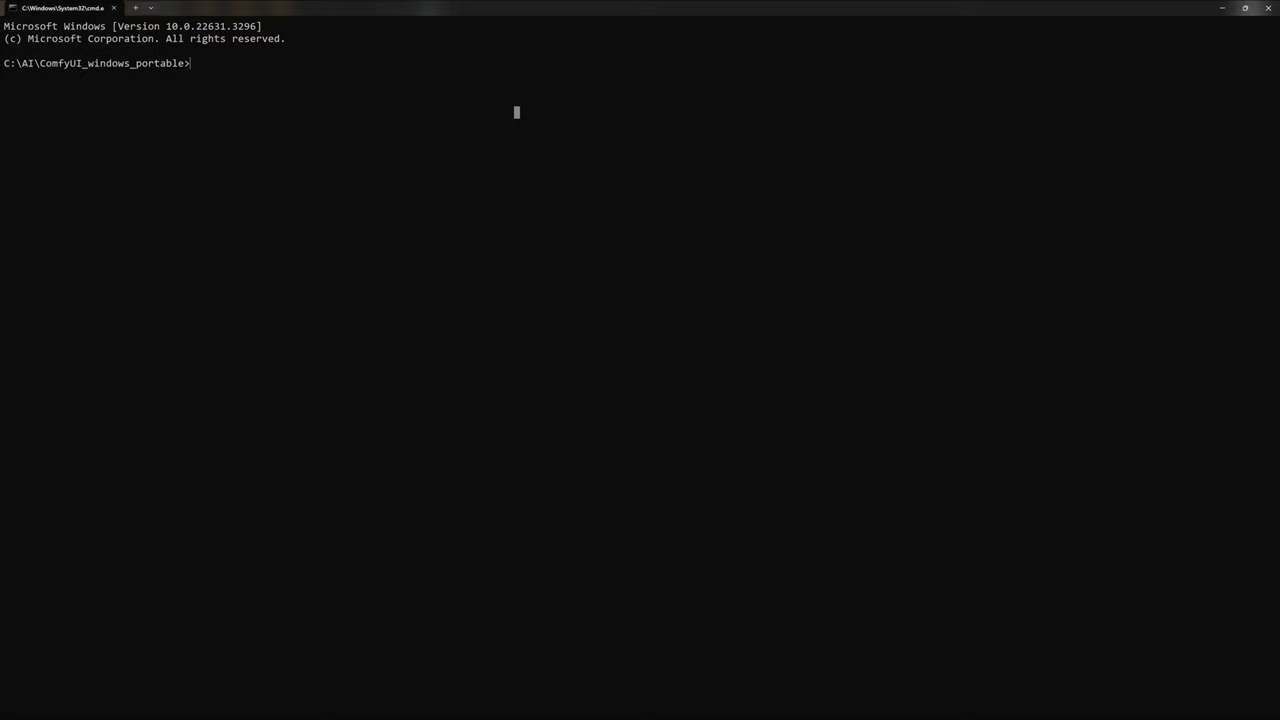 C:\Windows\System32\cmd.e
Microsoft Windows [Version 10.0.22631.3296]
(c) Microsoft Corporation. All rights reserved.
C:\AI\ComfyUI_windows_portable>